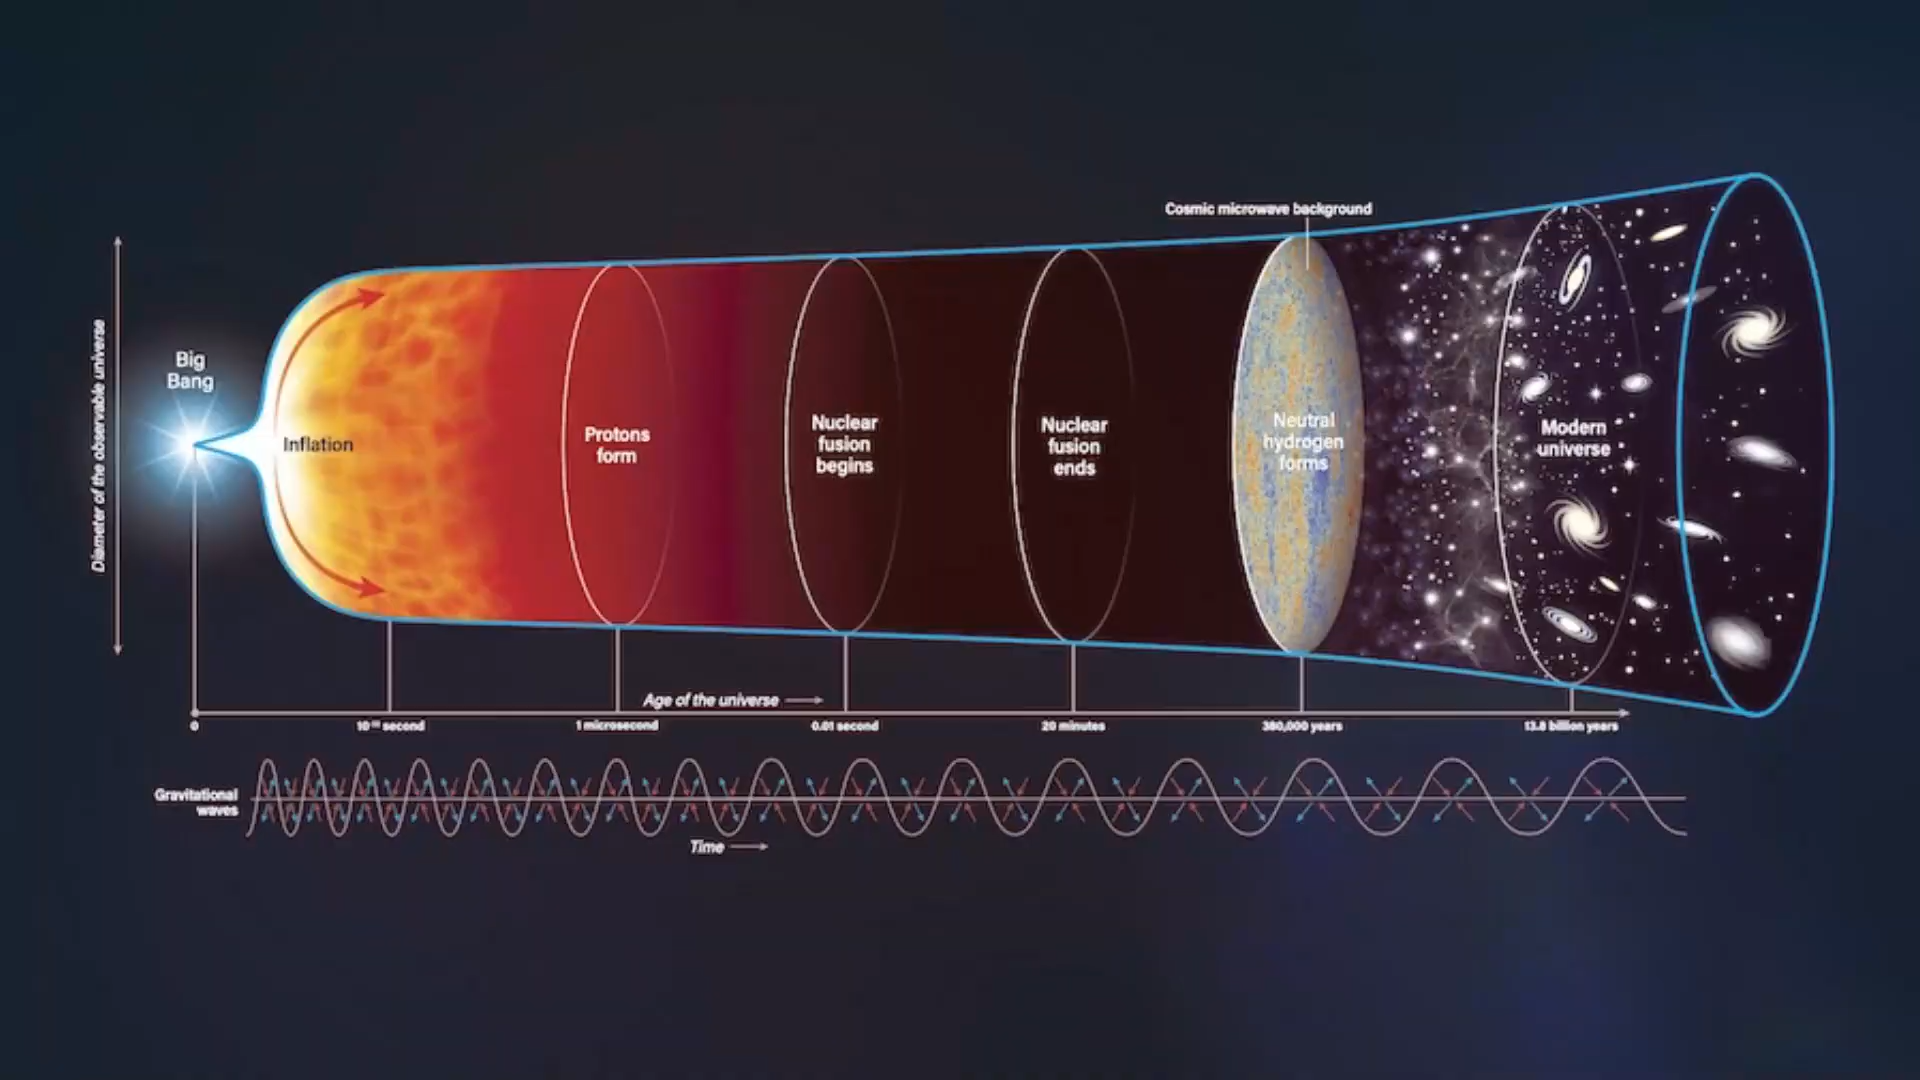 Cosmic microwave background
Diameter of the observable universe
Big
Bang
Inflation
Protons
form
Nuclear
fusion
begins
Nuclear
fusion
ends
Neutral
hydrogen
forms
Modern
universe
Age of the universe
0
second
1 microsecond
0.01 second
20 minutes
380,000 years
13.8 billion years
Gravitational
waves
Time